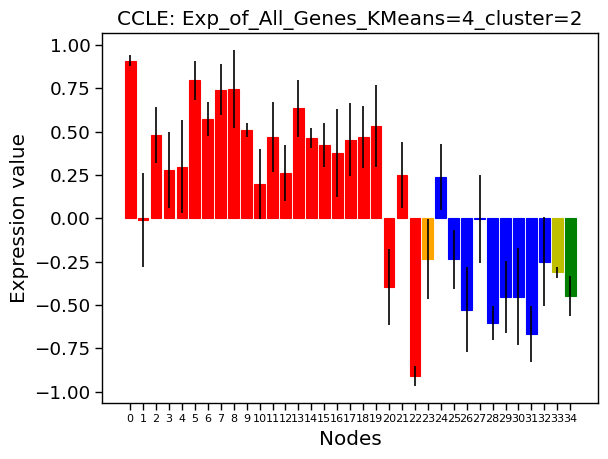 CCLE: Exp_of_All_Genes_KMeans=4_cluster=2
Expression value
1.00
0.75
0.50
0.25
0.00
−0.25
−0.50
−0.75
−1.00
0 1 2 3 4 5 6 7 8 9 10 11 12 13 14 15 16 17 18 19 20 21 22 23 24 25 26 27 28 29 30 31 32 33 34
Nodes